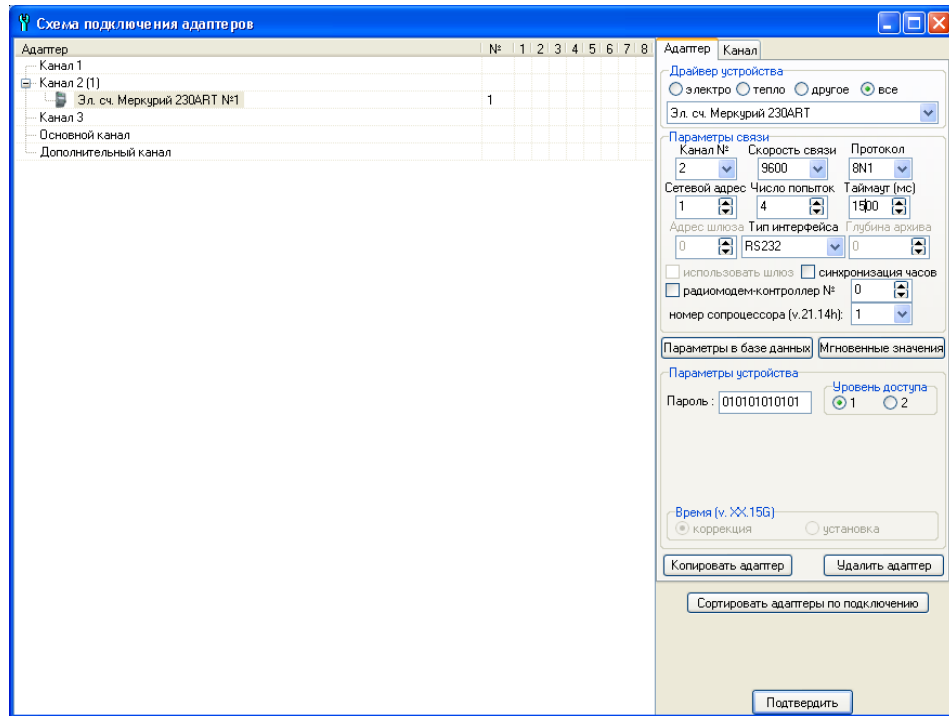 Схема подключения адаптеров
Адаптер № 1 2 3 4 5 6 7 8
Канал 1
Канал 2 (1)
Эл. сч. Меркурий 230ART №1 1
Канал 3
Основной канал
Дополнительный канал
Адаптер Канал
Драйвер устройства
электро тепло другое все
Эл. сч. Меркурий 230ART
Параметры связи
Канал № Скорость связи Протокол
2 9600 8N1
Сетевой адрес Число попыток Таймаут (мс)
1 4 1500
Адрес шлюза Тип интерфейса Глубина архива
0 RS232 0
использовать шлюз синхронизация часов
радиомодем-контроллер № 0
номер сопроцессора (v.21.14h): 1
Параметры в базе данных Мгновенные значения
Параметры устройства
Уровень доступа
Пароль : 010101010101 1 2
Время (v. XX.15G)
коррекция установка
Копировать адаптер Удалить адаптер
Сортировать адаптеры по подключению
Подтвердить